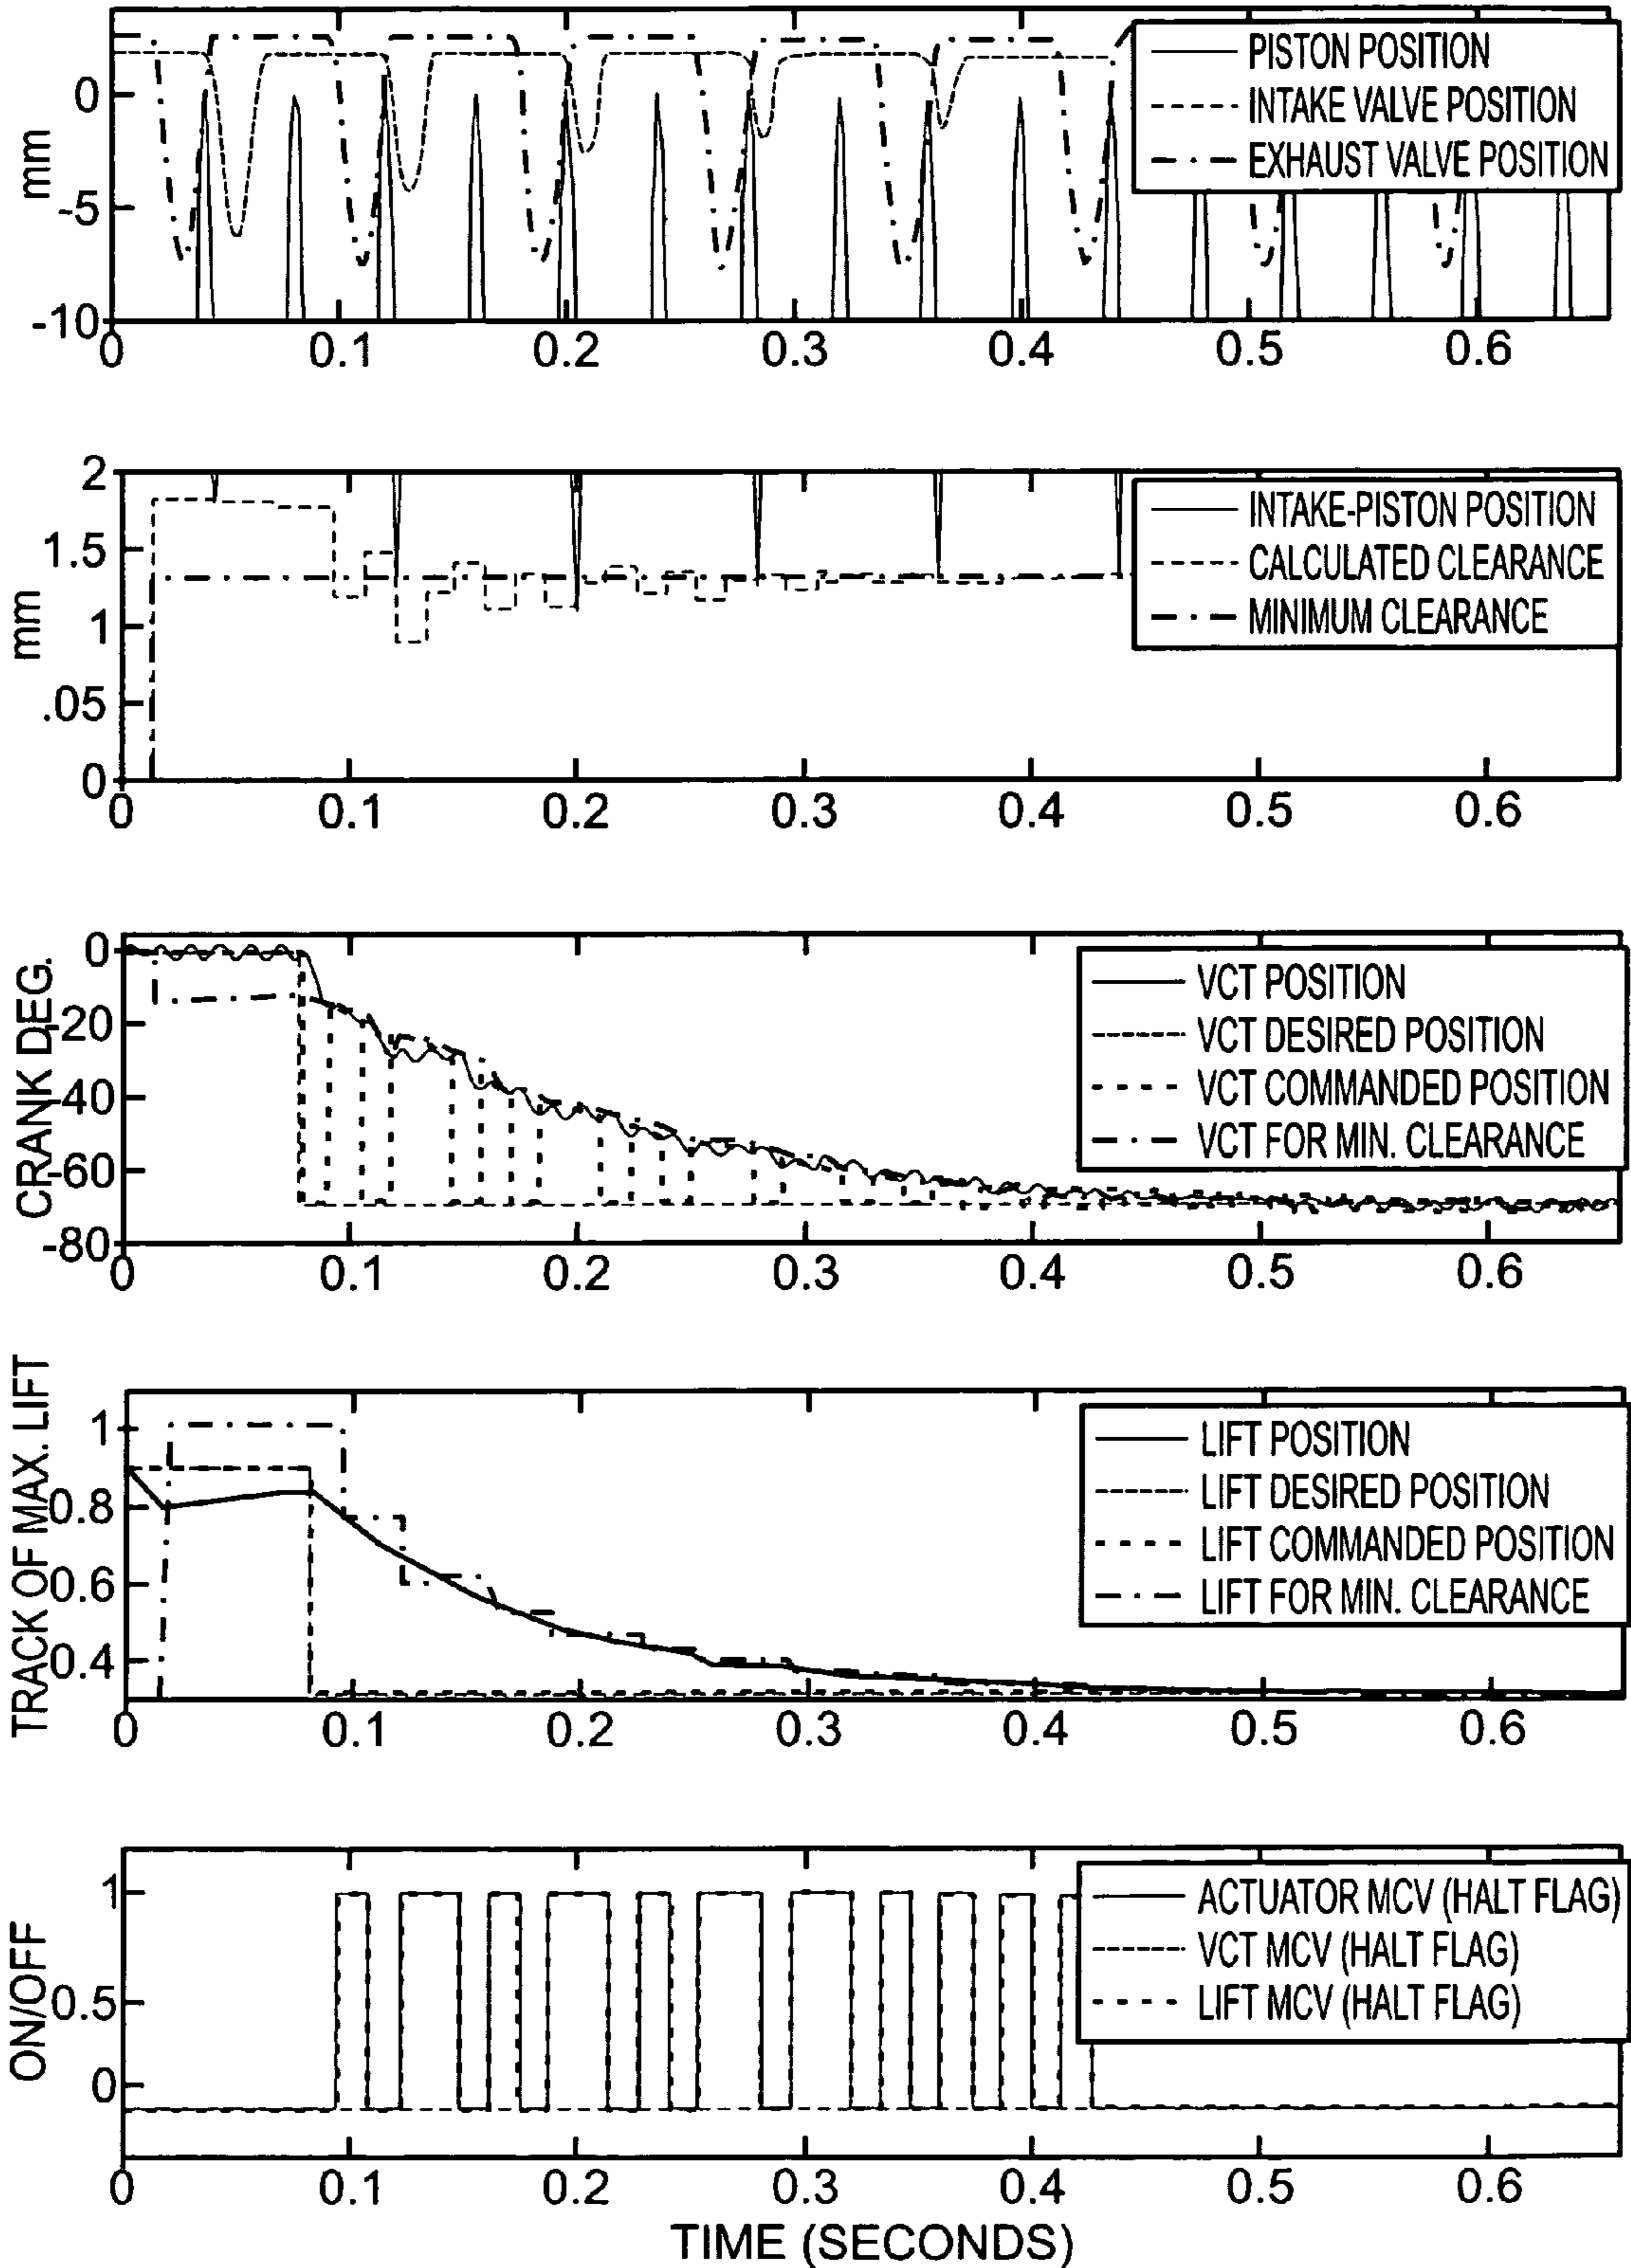 mm
0
-5
-10
0 0.1 0.2 0.3 0.4 0.5 0.6
PISTON POSITION
INTAKE VALVE POSITION
EXHAUST VALVE POSITION
mm
2
1.5
1
.05
0
0 0.1 0.2 0.3 0.4 0.5 0.6
INTAKE-PISTON POSITION
CALCULATED CLEARANCE
MINIMUM CLEARANCE
CRANK DEG.
0
-20
-40
-60
-80
0 0.1 0.2 0.3 0.4 0.5 0.6
VCT POSITION
VCT DESIRED POSITION
VCT COMMANDED POSITION
VCT FOR MIN. CLEARANCE
TRACK OF MAX. LIFT
1
0.8
0.6
0.4
0 0.1 0.2 0.3 0.4 0.5 0.6
LIFT POSITION
LIFT DESIRED POSITION
LIFT COMMANDED POSITION
LIFT FOR MIN. CLEARANCE
ON/OFF
1
0.5
0
0 0.1 0.2 0.3 0.4 0.5 0.6
ACTUATOR MCV (HALT FLAG)
VCT MCV (HALT FLAG)
LIFT MCV (HALT FLAG)
TIME (SECONDS)